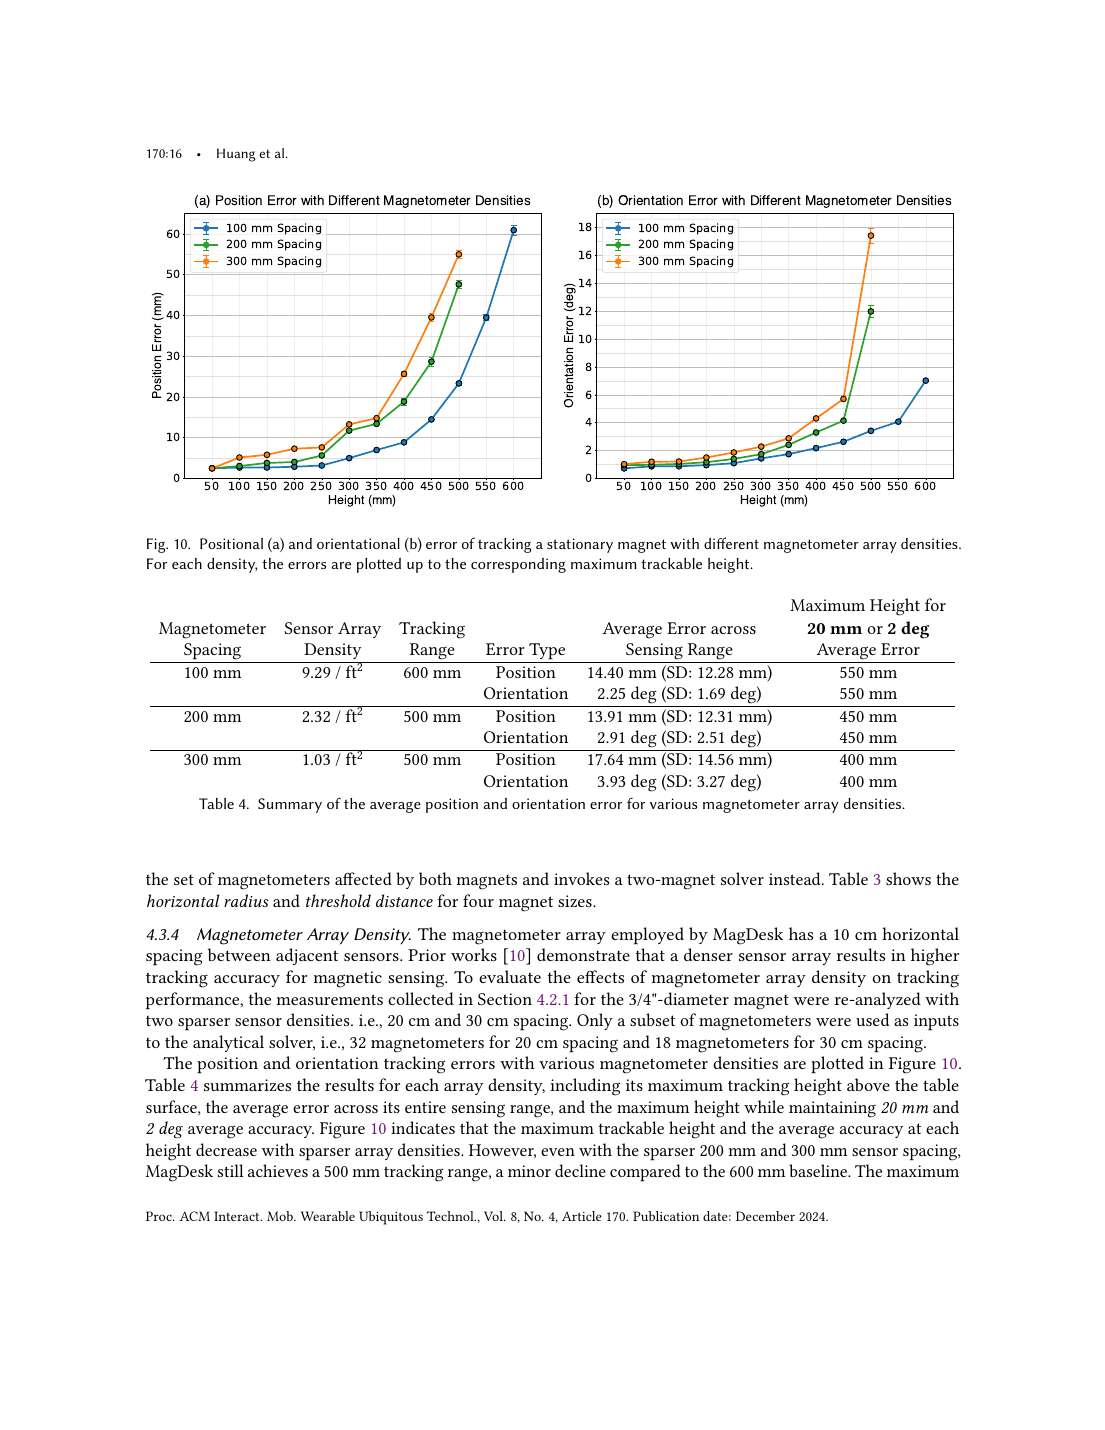 170:16 • Huang et al.
(a) Position Error with Different Magnetometer Densities
100 mm Spacing
200 mm Spacing
300 mm Spacing
60
50
40
30
20
10
0
Position Error (mm)
50 100 150 200 250 300 350 400 450 500 550 600
Height (mm)
(b) Orientation Error with Different Magnetometer Densities
100 mm Spacing
200 mm Spacing
300 mm Spacing
18
16
14
12
10
8
6
4
2
0
Orientation Error (deg)
50 100 150 200 250 300 350 400 450 500 550 600
Height (mm)
Fig. 10. Positional (a) and orientational (b) error of tracking a stationary magnet with different magnetometer array densities.
For each density, the errors are plotted up to the corresponding maximum trackable height.
Maximum Height for
Magnetometer Sensor Array Tracking Average Error across 20 mm or 2 deg
Spacing Density Range Error Type Sensing Range Average Error
100 mm 9.29 / ft² 600 mm Position 14.40 mm (SD: 12.28 mm) 550 mm
Orientation 2.25 deg (SD: 1.69 deg) 550 mm
200 mm 2.32 / ft² 500 mm Position 13.91 mm (SD: 12.31 mm) 450 mm
Orientation 2.91 deg (SD: 2.51 deg) 450 mm
300 mm 1.03 / ft² 500 mm Position 17.64 mm (SD: 14.56 mm) 400 mm
Orientation 3.93 deg (SD: 3.27 deg) 400 mm
Table 4. Summary of the average position and orientation error for various magnetometer array densities.
the set of magnetometers affected by both magnets and invokes a two-magnet solver instead. Table 3 shows the
horizontal radius and threshold distance for four magnet sizes.
4.3.4 Magnetometer Array Density. The magnetometer array employed by MagDesk has a 10 cm horizontal
spacing between adjacent sensors. Prior works [10] demonstrate that a denser sensor array results in higher
tracking accuracy for magnetic sensing. To evaluate the effects of magnetometer array density on tracking
performance, the measurements collected in Section 4.2.1 for the 3/4"-diameter magnet were re-analyzed with
two sparser sensor densities. i.e., 20 cm and 30 cm spacing. Only a subset of magnetometers were used as inputs
to the analytical solver, i.e., 32 magnetometers for 20 cm spacing and 18 magnetometers for 30 cm spacing.
The position and orientation tracking errors with various magnetometer densities are plotted in Figure 10.
Table 4 summarizes the results for each array density, including its maximum tracking height above the table
surface, the average error across its entire sensing range, and the maximum height while maintaining 20 mm and
2 deg average accuracy. Figure 10 indicates that the maximum trackable height and the average accuracy at each
height decrease with sparser array densities. However, even with the sparser 200 mm and 300 mm sensor spacing,
MagDesk still achieves a 500 mm tracking range, a minor decline compared to the 600 mm baseline. The maximum
Proc. ACM Interact. Mob. Wearable Ubiquitous Technol., Vol. 8, No. 4, Article 170. Publication date: December 2024.